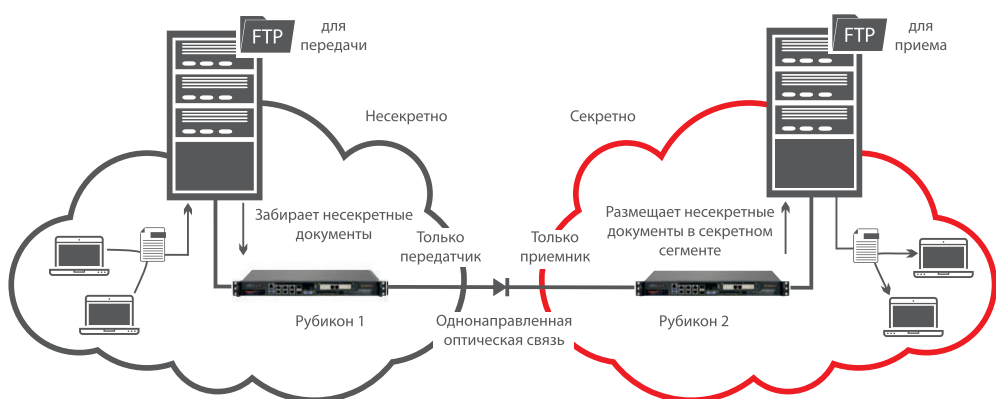 FTP
для
передачи
FTP
для
приема
Несекретно
Секретно
Забирает несекретные
документы
Размещает несекретные
документы в секретном
сегменте
Только
передатчик
Только
приемник
Рубикон 1
Однонаправленная
оптическая связь
Рубикон 2